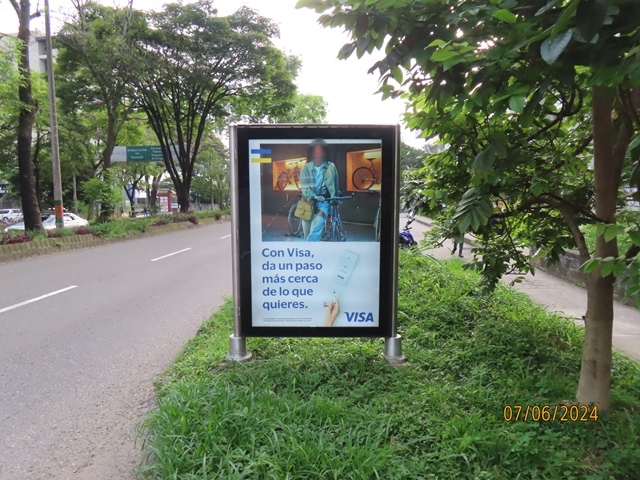 Con Visa,
da un paso
más cerca
de lo que
quieres.
VISA
07/06/2024